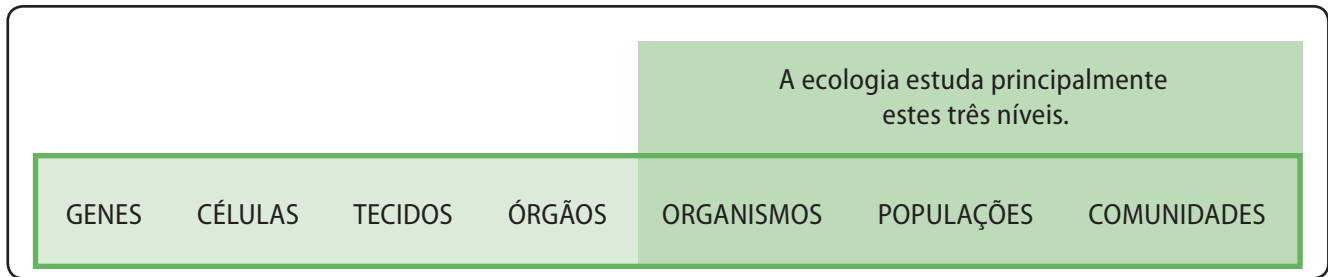 A ecologia estuda principalmente
estes três níveis.
GENES CÉLULAS TECIDOS ÓRGÃOS ORGANISMOS POPULAÇÕES COMUNIDADES